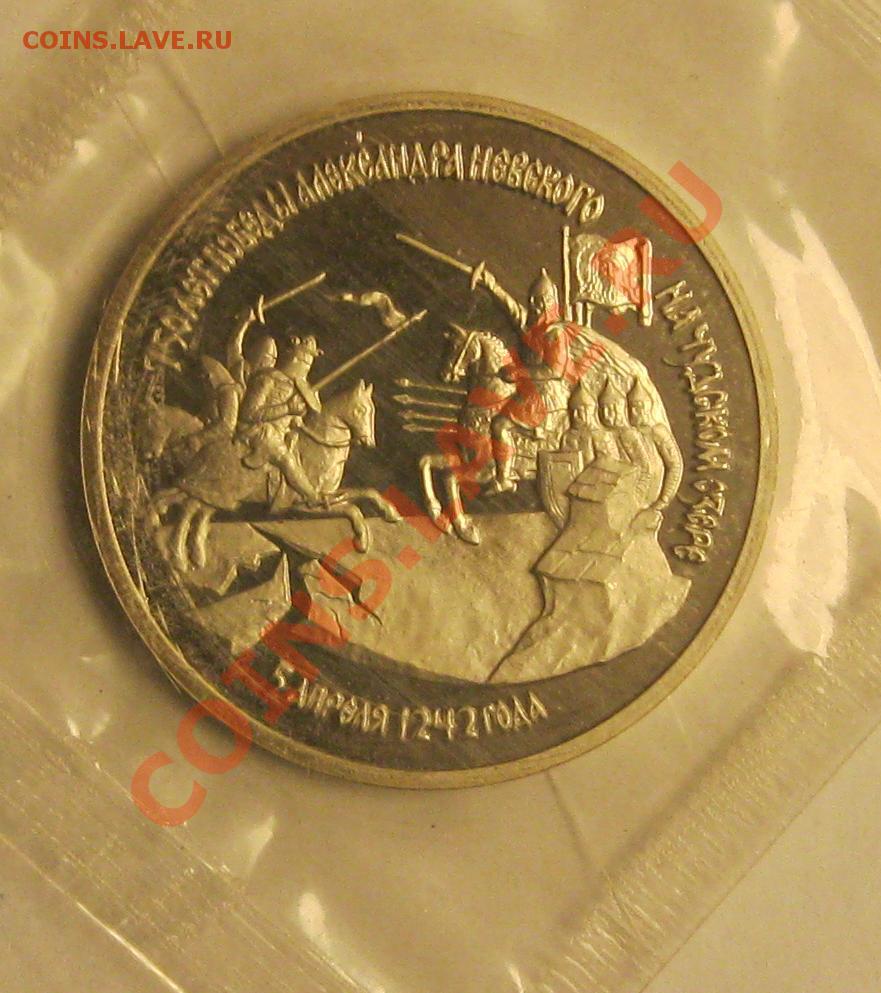 COINS.LAVE.RU
750 ЛЕТ ПОБЕДЫ АЛЕКСАНДРА НЕВСКОГО
НА ЧУДСКОМ ОЗЕРЕ
5 АПРЕЛЯ 1242 ГОДА
COINS.LAVE.RU